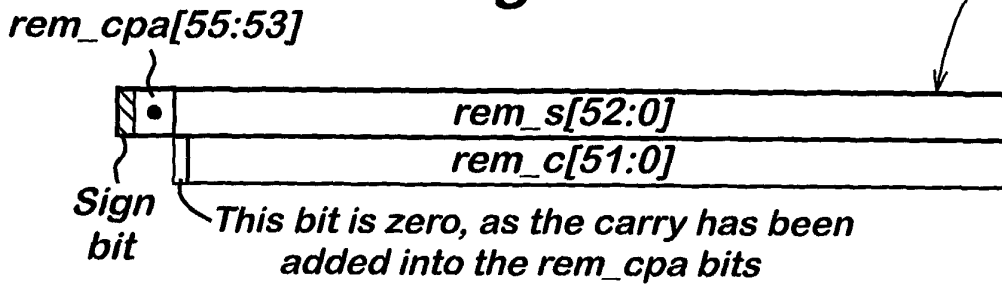 rem_cpa[55:53]
rem_s[52:0]
rem_c[51:0]
Sign
bit
This bit is zero, as the carry has been
added into the rem_cpa bits